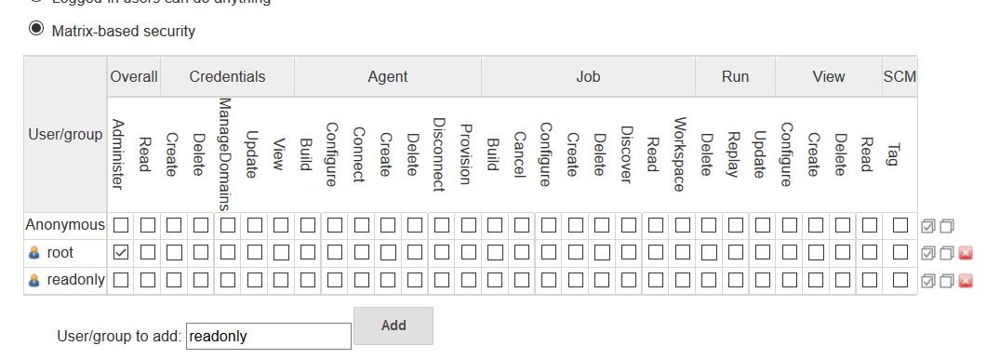 Logged-in users can do anything
Matrix-based security
User/group Overall Credentials Agent Job Run View SCM
Administer Read Create Delete ManageDomains Update View Build Configure Connect Create Delete Disconnect Provision Build Cancel Configure Create Delete Discover Read Workspace Delete Replay Update Configure Create Delete Read Tag
Anonymous
root
readonly
User/group to add: readonly Add